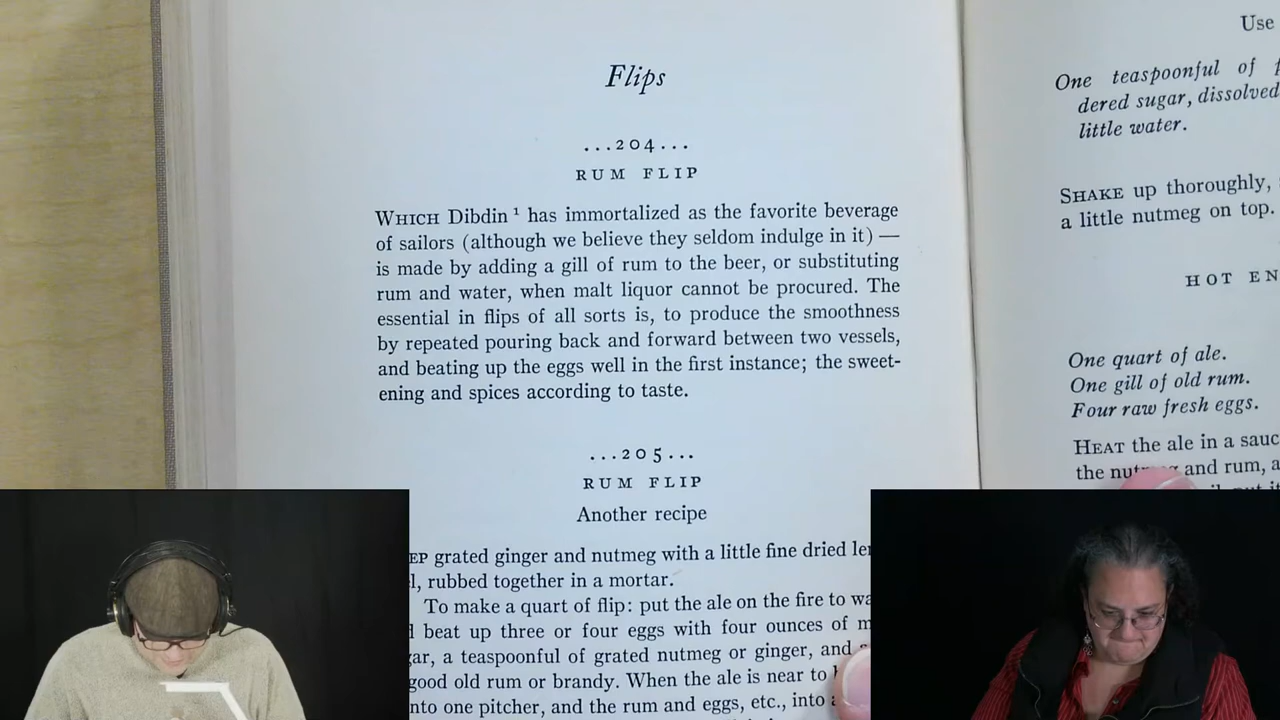 Flips
...204...
RUM FLIP
WHICH Dibdin ¹ has immortalized as the favorite beverage
of sailors (although we believe they seldom indulge in it) —
is made by adding a gill of rum to the beer, or substituting
rum and water, when malt liquor cannot be procured. The
essential in flips of all sorts is, to produce the smoothness
by repeated pouring back and forward between two vessels,
and beating up the eggs well in the first instance; the sweet-
ening and spices according to taste.
...205...
RUM FLIP
Another recipe
grated ginger and nutmeg with a little fine dried
rubbed together in a mortar.
To make a quart of flip: put the ale on the fire to
beat up three or four eggs with four ounces of
a teaspoonful of grated nutmeg or ginger, and
good old rum or brandy. When the ale is near to
into one pitcher, and the rum and eggs, etc., into
Use
One teaspoonful of
dered sugar, dissolved
little water.
SHAKE up thoroughly,
a little nutmeg on top.
HOT
One quart of ale.
One gill of old rum.
Four raw fresh eggs.
HEAT the ale in a
the and rum,